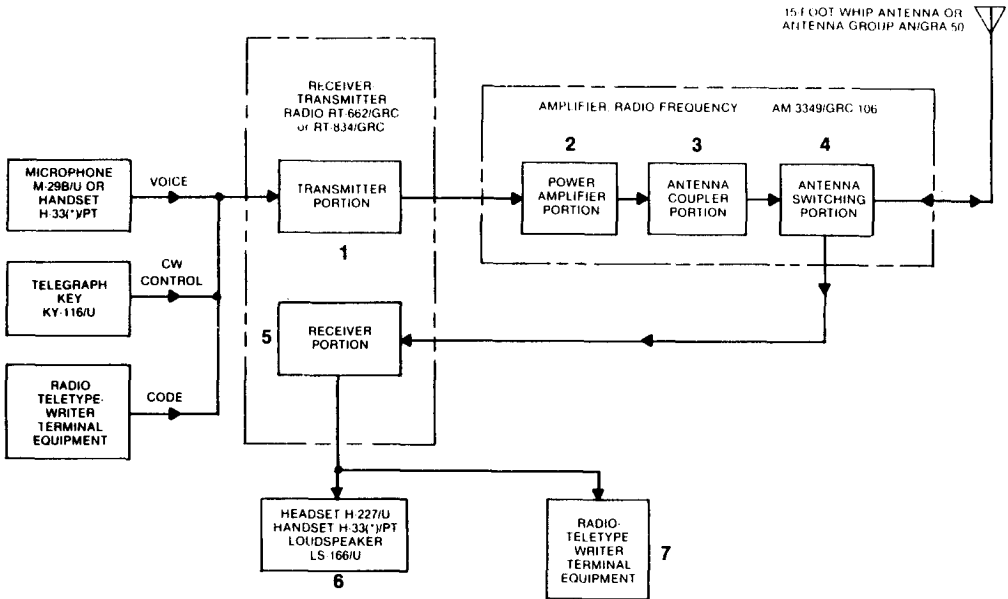 15-FOOT WHIP ANTENNA OR
ANTENNA GROUP AN/GRA 50
RECEIVER
TRANSMITTER
RADIO RT-662/GRC
or RT-834/GRC
AMPLIFIER, RADIO FREQUENCY AM 3349/GRC 106
2
3
4
MICROPHONE
M-29B/U OR
HANDSET
H-33(*)/PT
VOICE
TRANSMITTER
PORTION
1
POWER
AMPLIFIER
PORTION
ANTENNA
COUPLER
PORTION
ANTENNA
SWITCHING
PORTION
TELEGRAPH
KEY
KY-116/U
CW
CONTROL
5
RECEIVER
PORTION
RADIO
TELETYPE-
WRITER
TERMINAL
EQUIPMENT
CODE
HEADSET H-227/U
HANDSET H-33(*)/PT
LOUDSPEAKER
LS-166/U
6
RADIO-
TELETYPE
WRITER
TERMINAL
EQUIPMENT
7